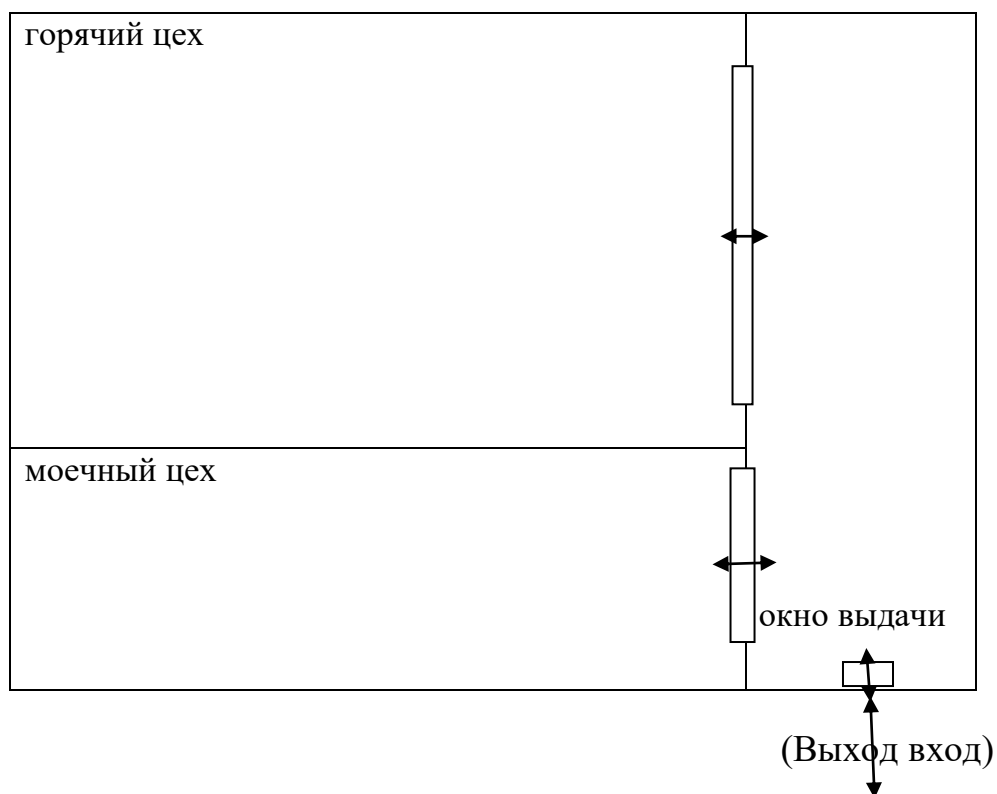 горячий цех
моечный цех
окно выдачи
(Выход вход)